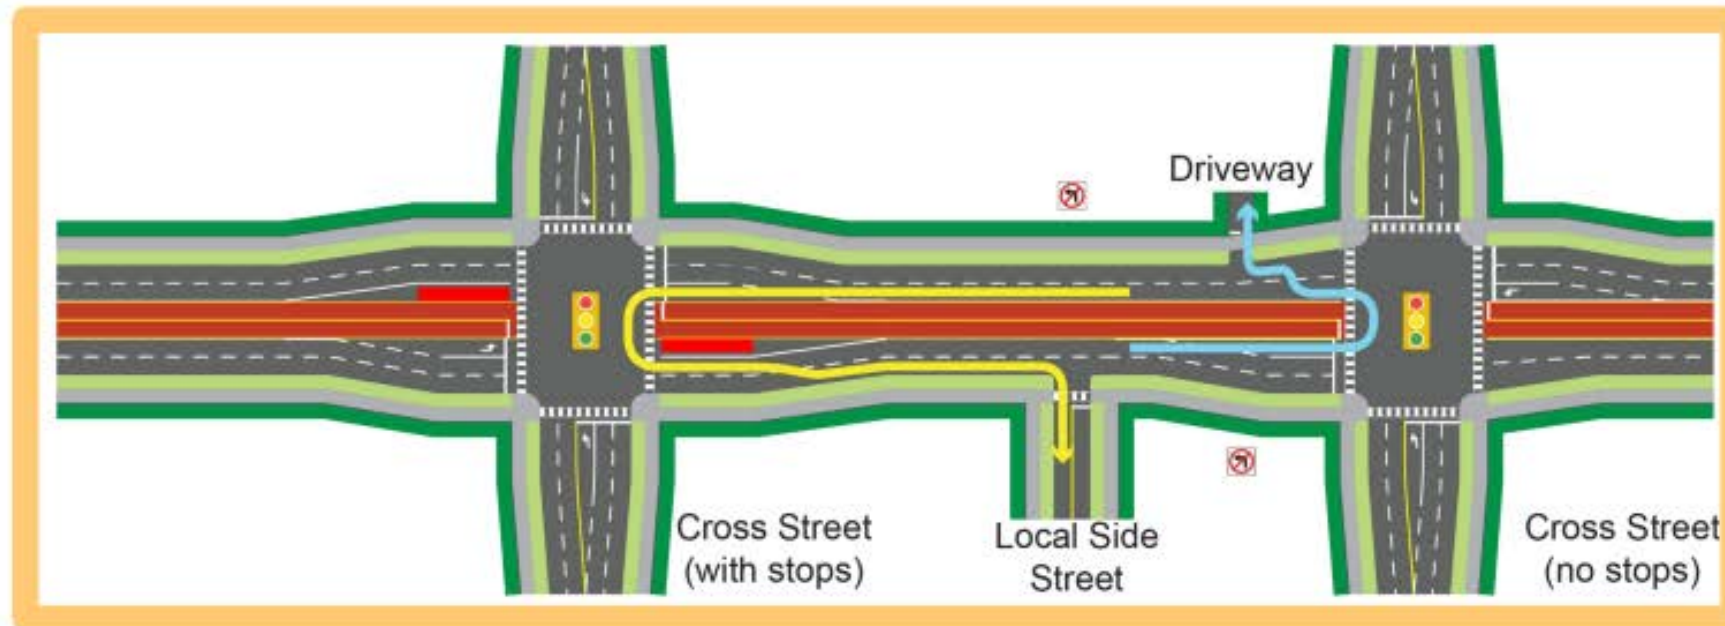 Driveway
Cross Street
(with stops)
Local Side
Street
Cross Street
(no stops)